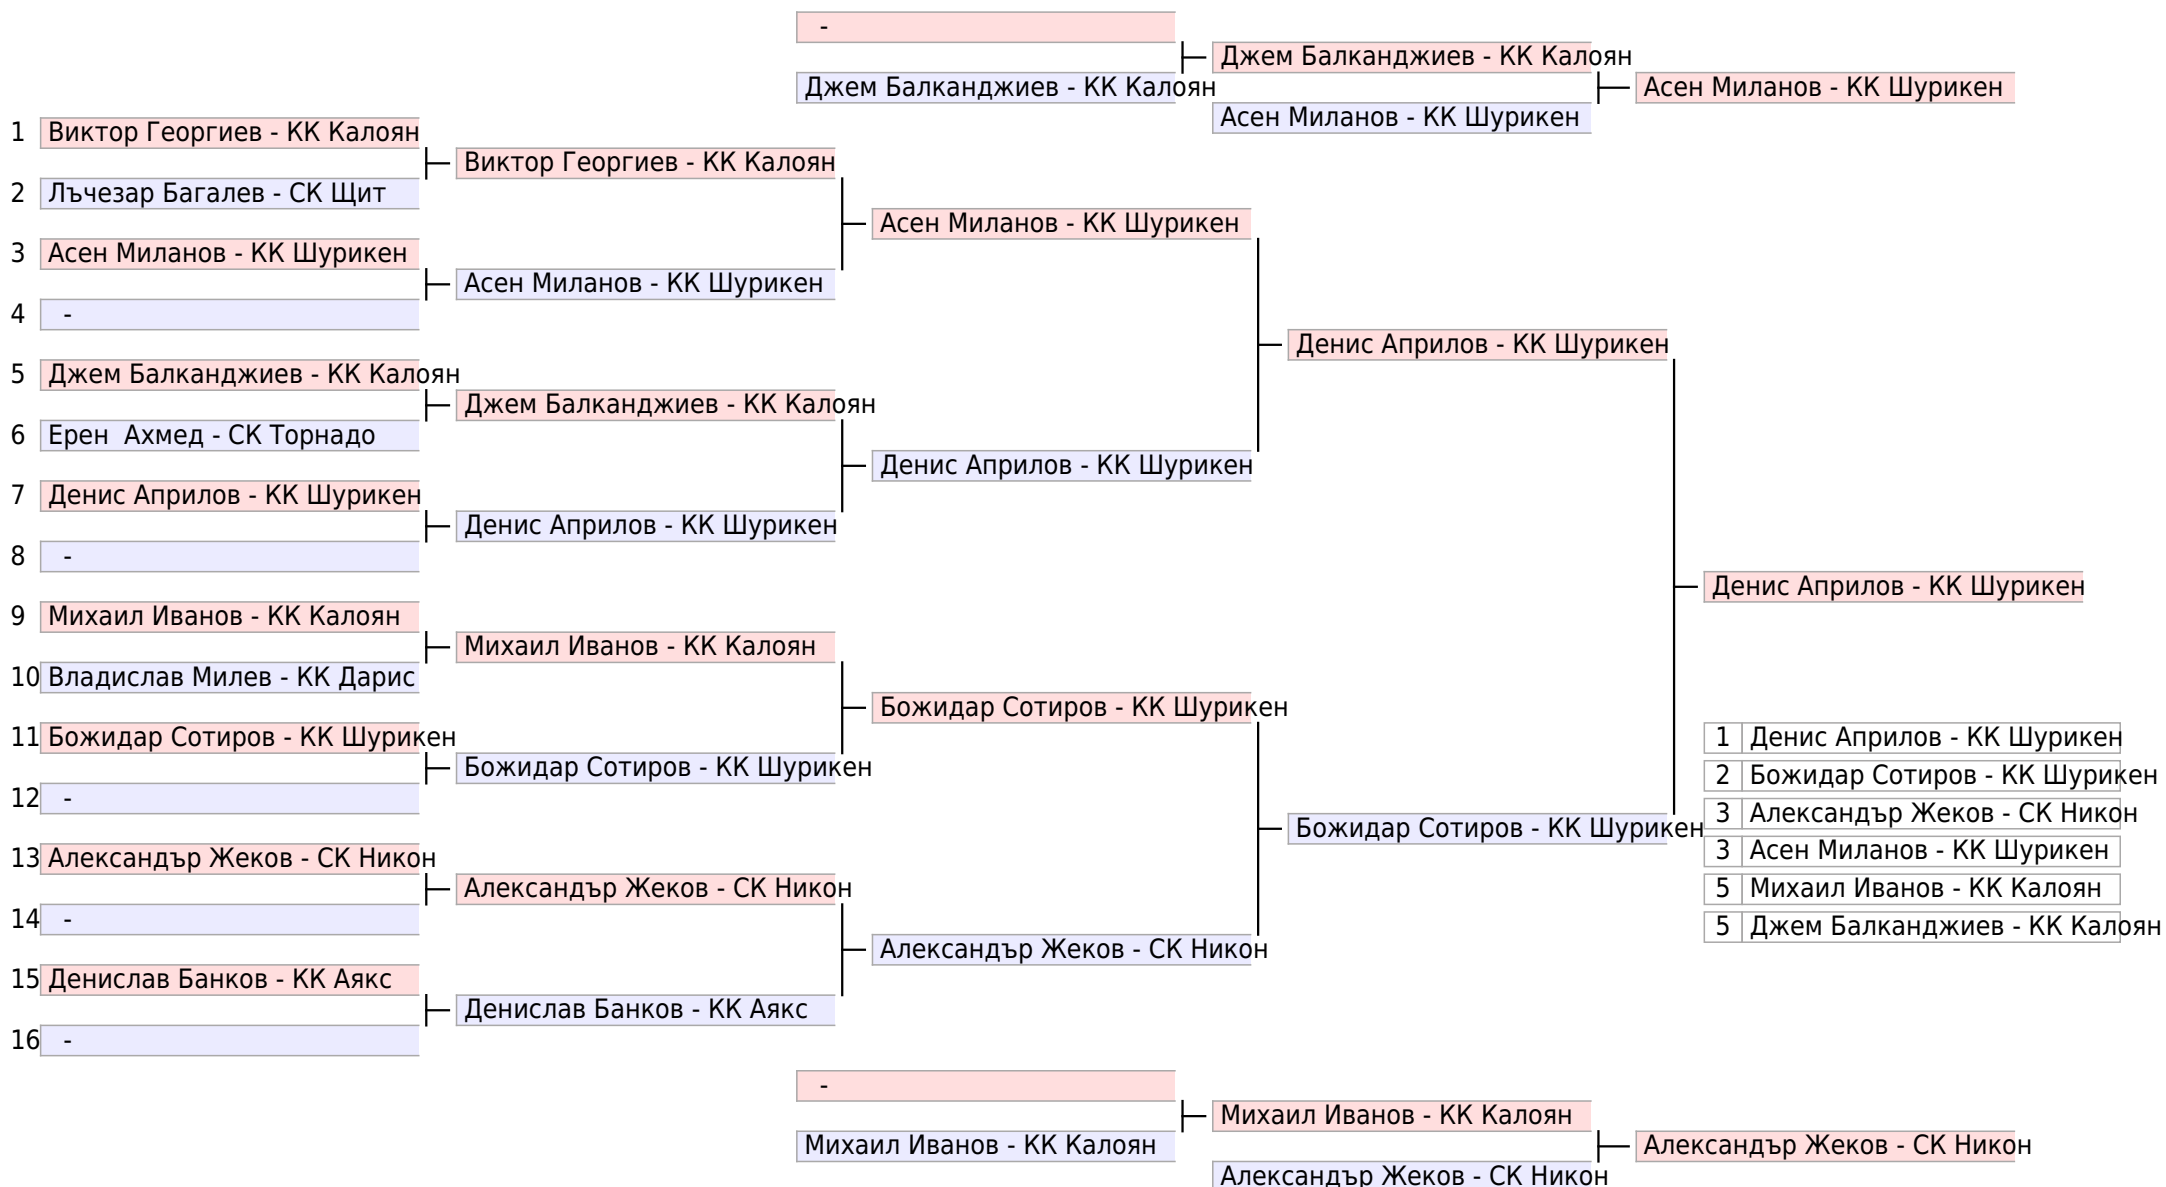 -
Джем Балканджиев - КК Калоян
Джем Балканджиев - КК Калоян
Асен Миланов - КК Шурикен
Асен Миланов - КК Шурикен
1 Виктор Георгиев - КК Калоян
Виктор Георгиев - КК Калоян
2 Лъчезар Багалев - СК Щит
Асен Миланов - КК Шурикен
3 Асен Миланов - КК Шурикен
Асен Миланов - КК Шурикен
4 -
Денис Априлов - КК Шурикен
5 Джем Балканджиев - КК Калоян
Джем Балканджиев - КК Калоян
6 Ерен  Ахмед - СК Торнадо
Денис Априлов - КК Шурикен
7 Денис Априлов - КК Шурикен
Денис Априлов - КК Шурикен
8 -
Денис Априлов - КК Шурикен
9 Михаил Иванов - КК Калоян
Михаил Иванов - КК Калоян
10 Владислав Милев - КК Дарис
Божидар Сотиров - КК Шурикен
11 Божидар Сотиров - КК Шурикен
Божидар Сотиров - КК Шурикен
12 -
Божидар Сотиров - КК Шурикен
13 Александър Жеков - СК Никон
Александър Жеков - СК Никон
14 -
Александър Жеков - СК Никон
15 Денислав Банков - КК Аякс
Денислав Банков - КК Аякс
16 -
1 Денис Априлов - КК Шурикен
2 Божидар Сотиров - КК Шурикен
3 Александър Жеков - СК Никон
3 Асен Миланов - КК Шурикен
5 Михаил Иванов - КК Калоян
5 Джем Балканджиев - КК Калоян
-
Михаил Иванов - КК Калоян
Михаил Иванов - КК Калоян
Александър Жеков - СК Никон
Александър Жеков - СК Никон